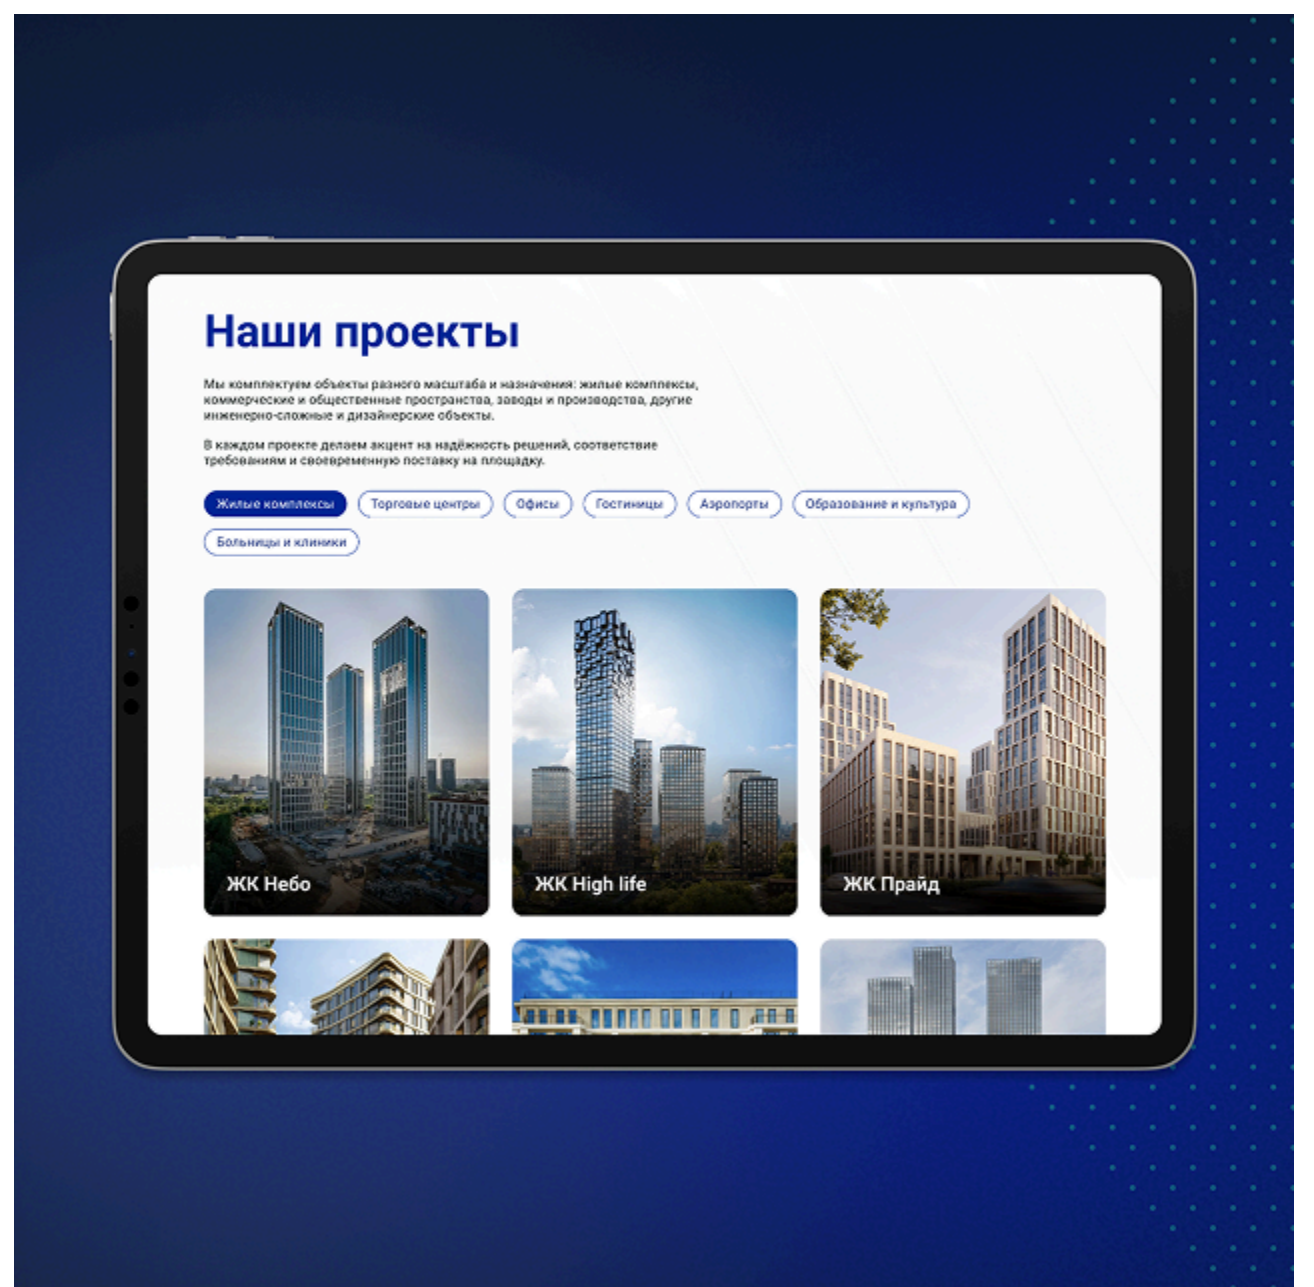 Наши проекты
Мы комплектуем объекты разного масштаба и назначения: жилые комплексы,
коммерческие и общественные пространства, заводы и производства, другие
инженерно-сложные и дизайнерские объекты.
В каждом проекте делаем акцент на надёжность решений, соответствие
требованиям и своевременную поставку на площадку.
Жилые комплексы
Торговые центры
Офисы
Гостиницы
Аэропорты
Образование и культура
Больницы и клиники
ЖК Небо
ЖК High life
ЖК Прайд